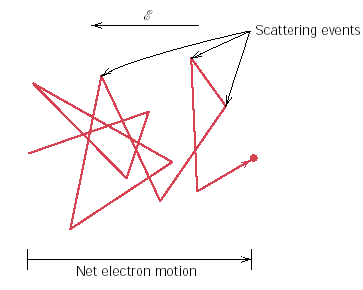 ℰ
Scattering events
Net electron motion